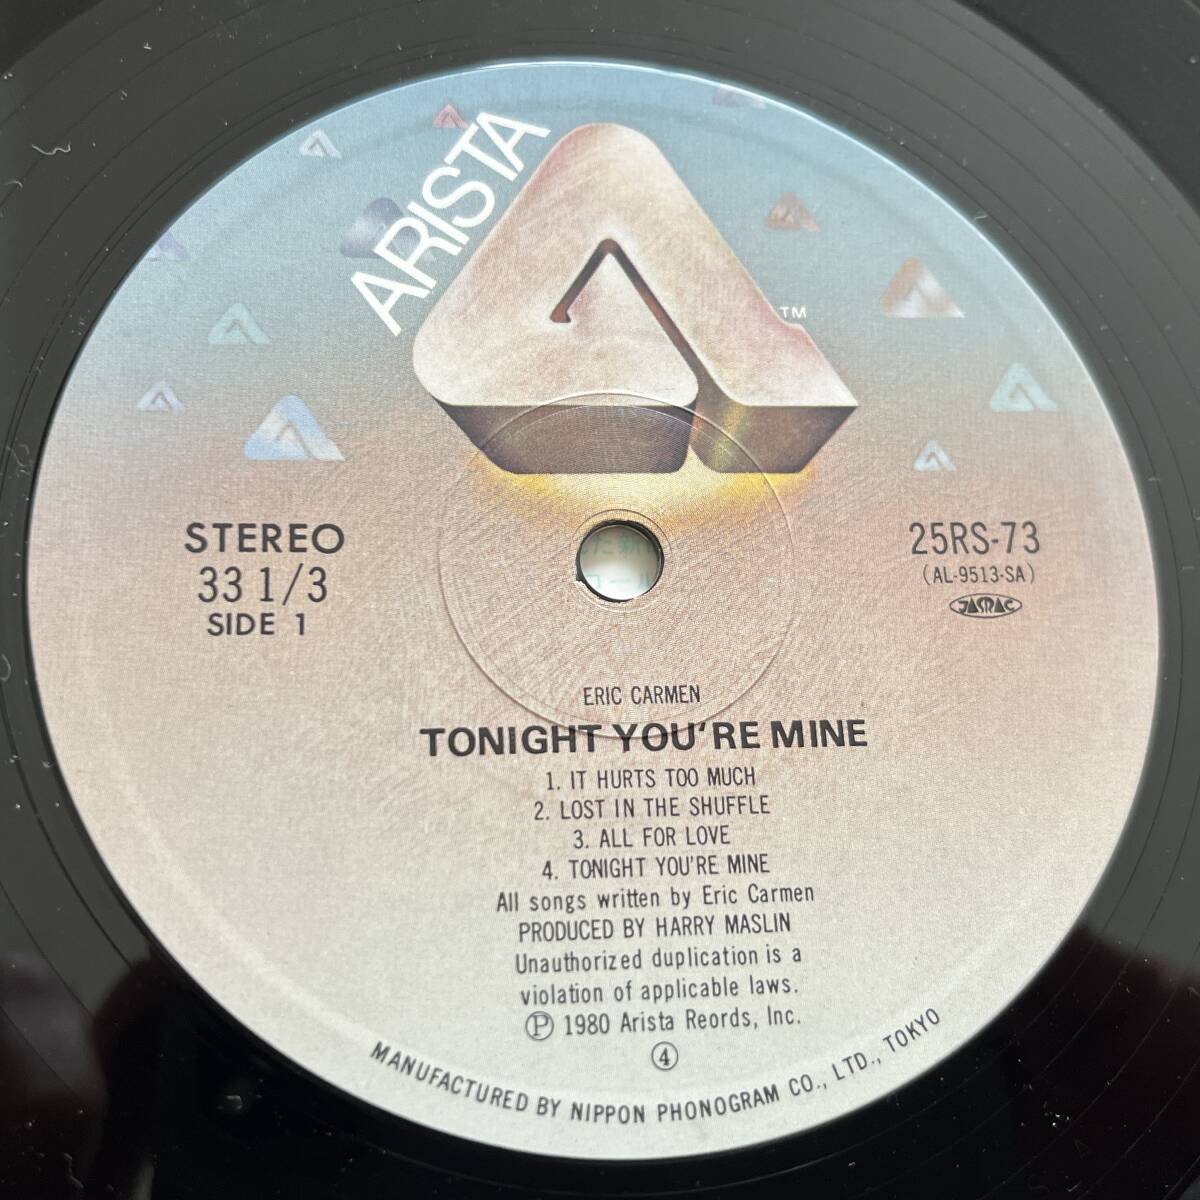 ARISTA
TM
STEREO
33 1/3
SIDE 1
25RS-73
(AL-9513-SA)
JASRAC
ERIC CARMEN
TONIGHT YOU'RE MINE
1. IT HURTS TOO MUCH
2. LOST IN THE SHUFFLE
3. ALL FOR LOVE
4. TONIGHT YOU'RE MINE
All songs written by Eric Carmen
PRODUCED BY HARRY MASLIN
Unauthorized duplication is a
violation of applicable laws.
Ⓟ 1980 Arista Reords, Inc.
④
MANUFACTURED BY NIPPON PHONOGRAM CO., LTD., TOKYO